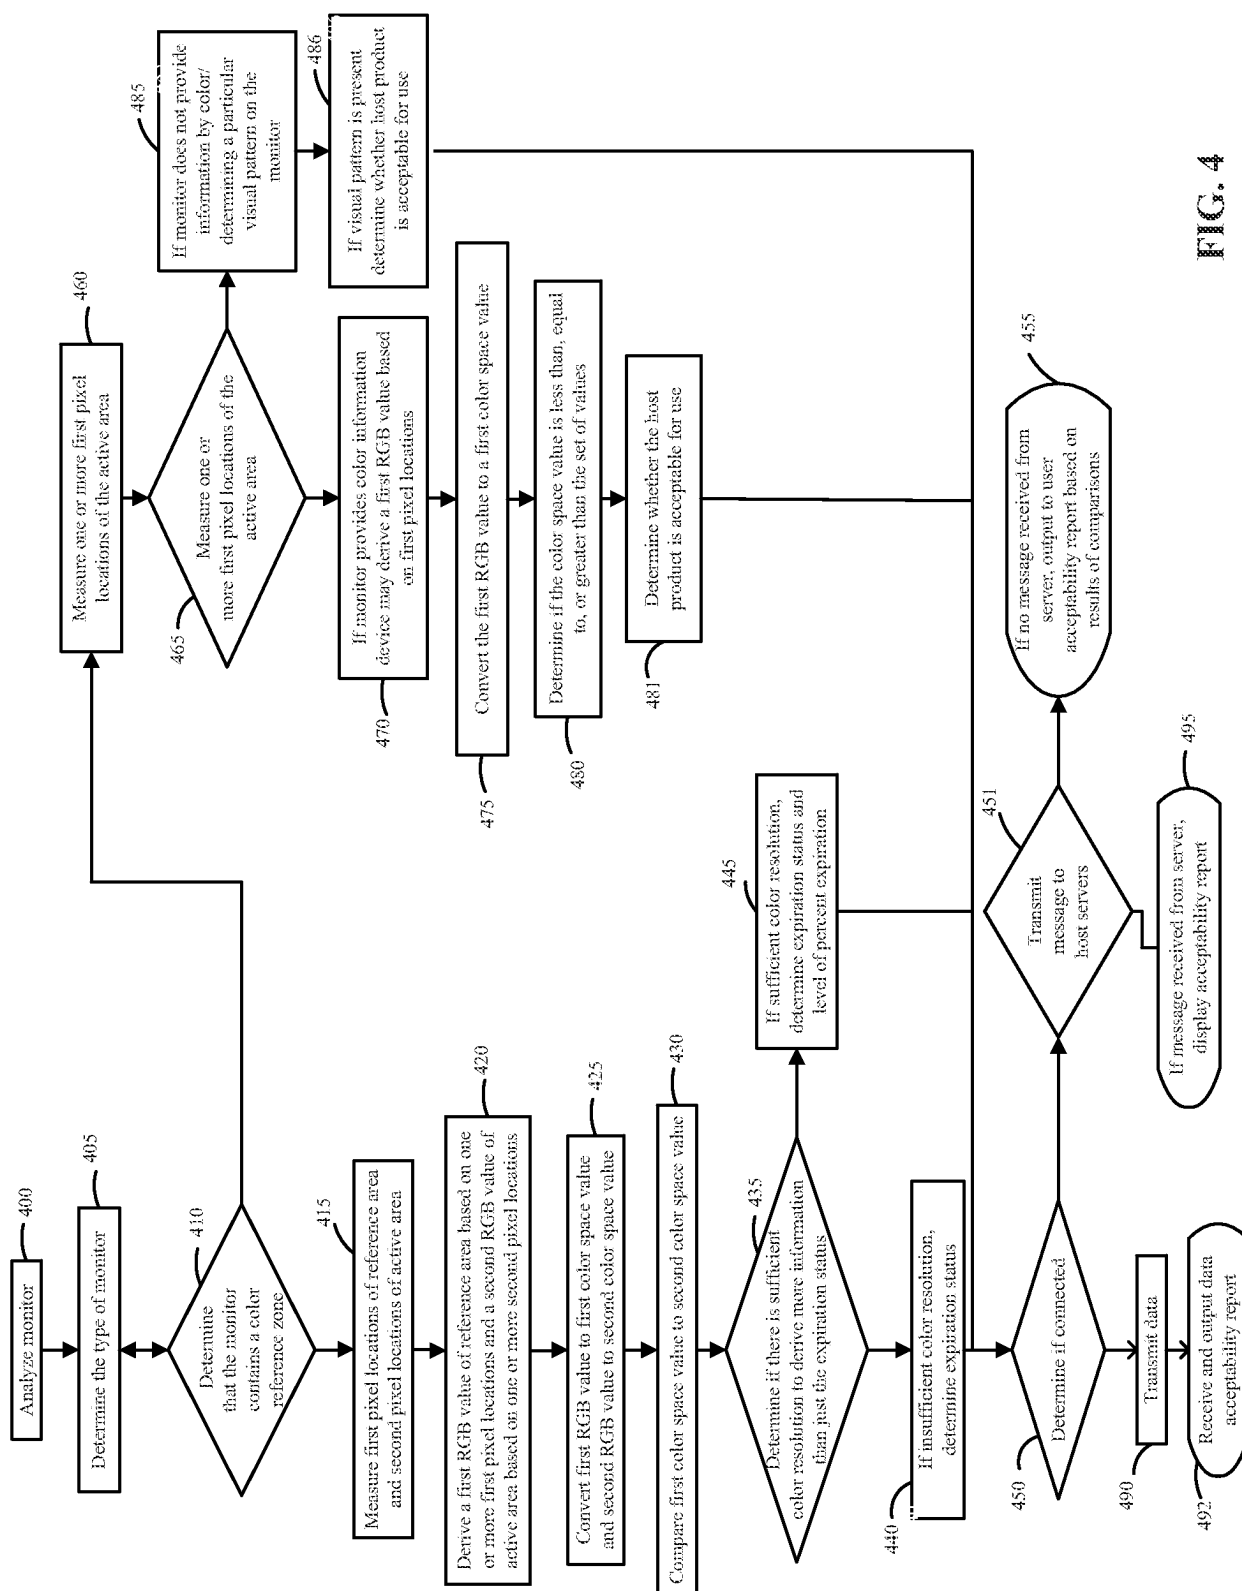 400
Analyze monitor
405
Determine the type of monitor
410
Determine
that the monitor
contains a color
reference zone
415
Measure first pixel locations of reference area
and second pixel locations of active area
420
Derive a first RGB value of reference area based on one
or more first pixel locations and a second RGB value of
active area based on one or more second pixel locations
425
Convert first RGB value to first color space value
and second RGB value to second color space value
430
Compare first color space value to second color space value
435
Determine if there is sufficient
color resolution to derive more information
than just the expiration status
440
If insufficient color resolution,
determine expiration status
445
If sufficient color resolution,
determine expiration status and
level of percent expiration
450
Determine if connected
490
Transmit data
492
Receive and output data
acceptability report
451
Transmit
message to
host servers
455
If no message received from
server, output to user
acceptability report based on
results of comparisons
495
If message received from server,
display acceptability report
460
Measure one or more first pixel
locations of the active area
465
Measure one or
more first pixel locations of the
active area
470
If monitor provides color information
device may derive a first RGB value based
on first pixel locations
475
Convert the first RGB value to a first color space value
480
Determine if the color space value is less than, equal
to, or greater than the set of values
481
Determine whether the host
product is acceptable for use
485
If monitor does not provide
information by color/
determining a particular
visual pattern on the
monitor
486
If visual pattern is present
determine whether host product
is acceptable for use
FIG. 4